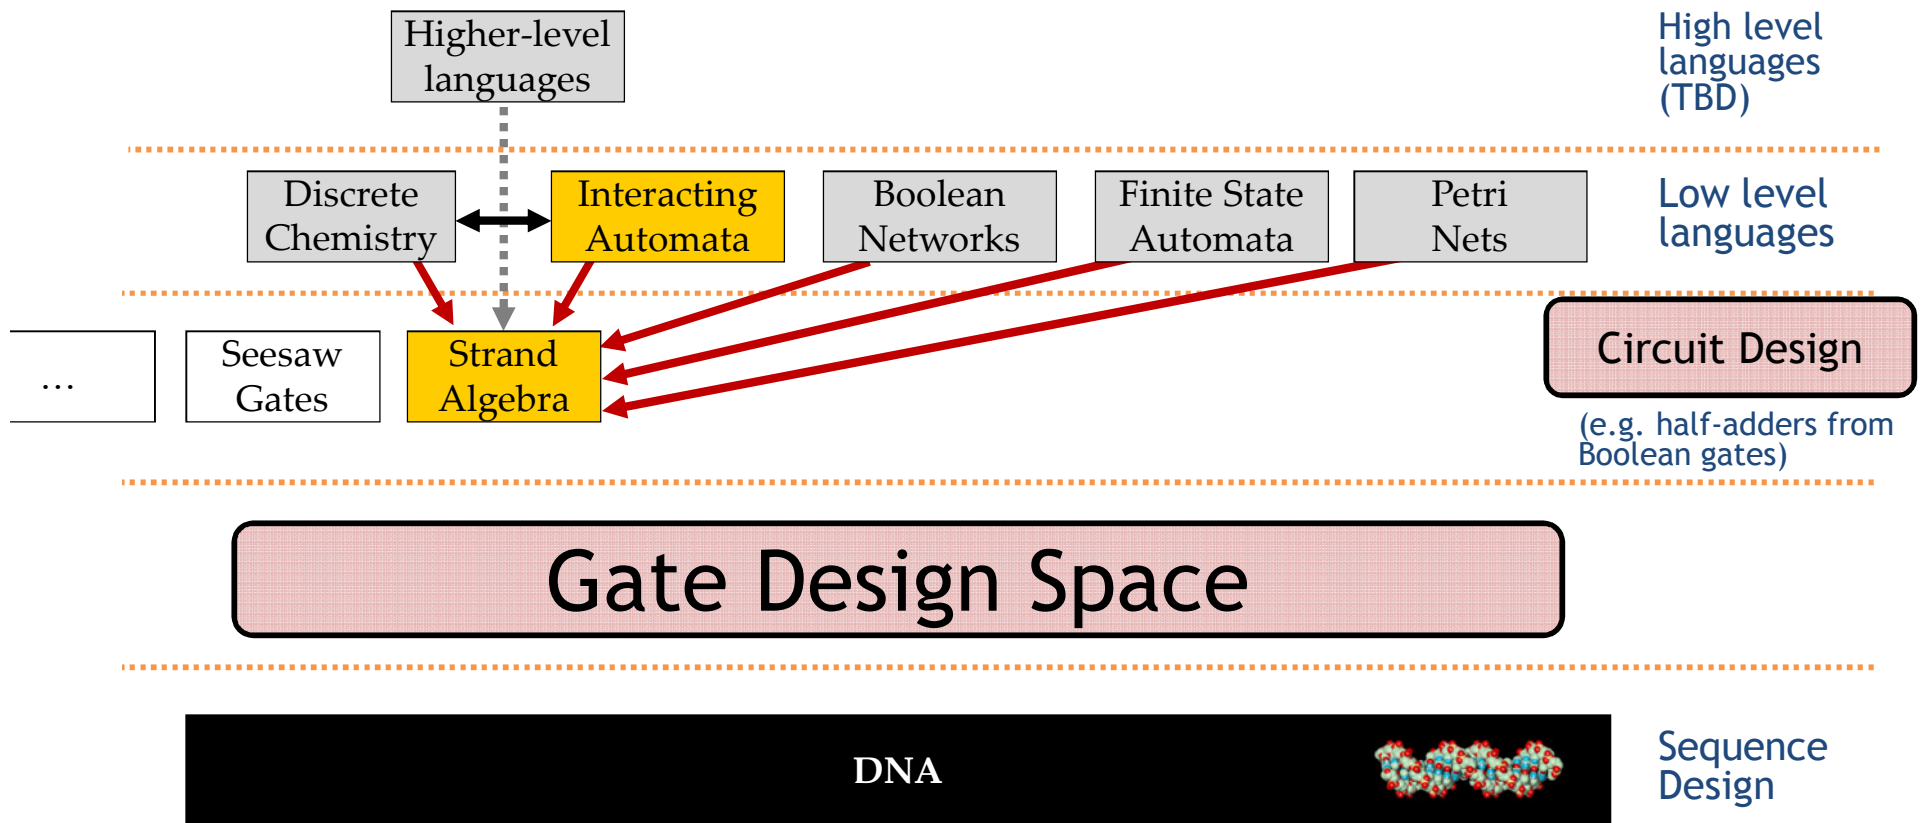 Higher-level
languages
High level
languages
(TBD)
Discrete
Chemistry
Interacting
Automata
Boolean
Networks
Finite State
Automata
Petri
Nets
Low level
languages
...
Seesaw
Gates
Strand
Algebra
Circuit Design
(e.g. half-adders from
Boolean gates)
Gate Design Space
DNA
Sequence
Design